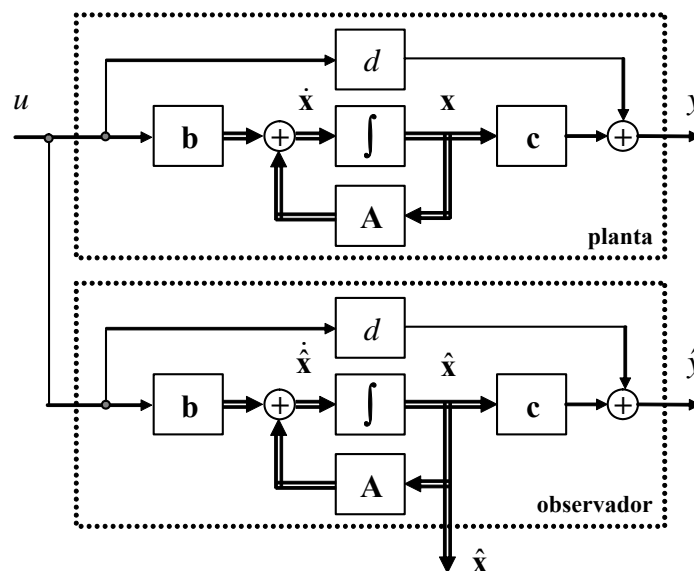 d
u
ẋ
x
y
b
+
∫
c
+
A
planta
d
x̂̇
x̂
ŷ
b
+
∫
c
+
A
observador
x̂